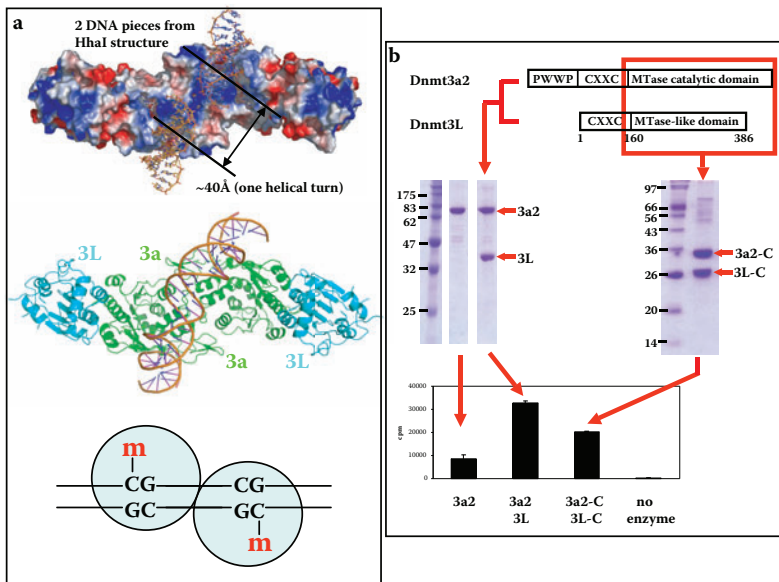 a
2 DNA pieces from
HhaI structure
~40Å (one helical turn)
3L
3a
3a
3L
m
CG
CG
GC
GC
m
b
Dnmt3a2
PWWP
CXXC
MTase catalytic domain
Dnmt3L
CXXC
MTase-like domain
1
160
386
175
83
62
47
32
25
3a2
3L
97
66
56
43
36
26
20
14
3a2-C
3L-C
40000
30000
20000
10000
0
cpm
3a2
3a2
3L
3a2-C
3L-C
no
enzyme